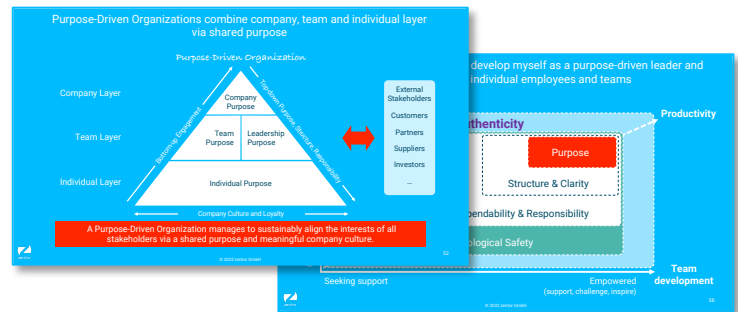 Purpose-Driven Organizations combine company, team and individual layer
via shared purpose
Purpose-Driven Organization
Company Layer
Team Layer
Individual Layer
Bottom-up Engagement
Top-down Purpose, Structure, Responsibility
Company
Purpose
Team
Purpose
Leadership
Purpose
Individual Purpose
Company Culture and Loyalty
External
Stakeholders
Customers
Partners
Suppliers
Investors
...
A Purpose-Driven Organization manages to sustainably align the interests of all
stakeholders via a shared purpose and meaningful company culture.
© 2022 zentor GmbH
52
develop myself as a purpose-driven leader and
individual employees and teams
Productivity
uthenticity
Purpose
Structure & Clarity
pendability & Responsibility
ological Safety
Seeking support
Empowered
(support, challenge, inspire)
Team
development
58